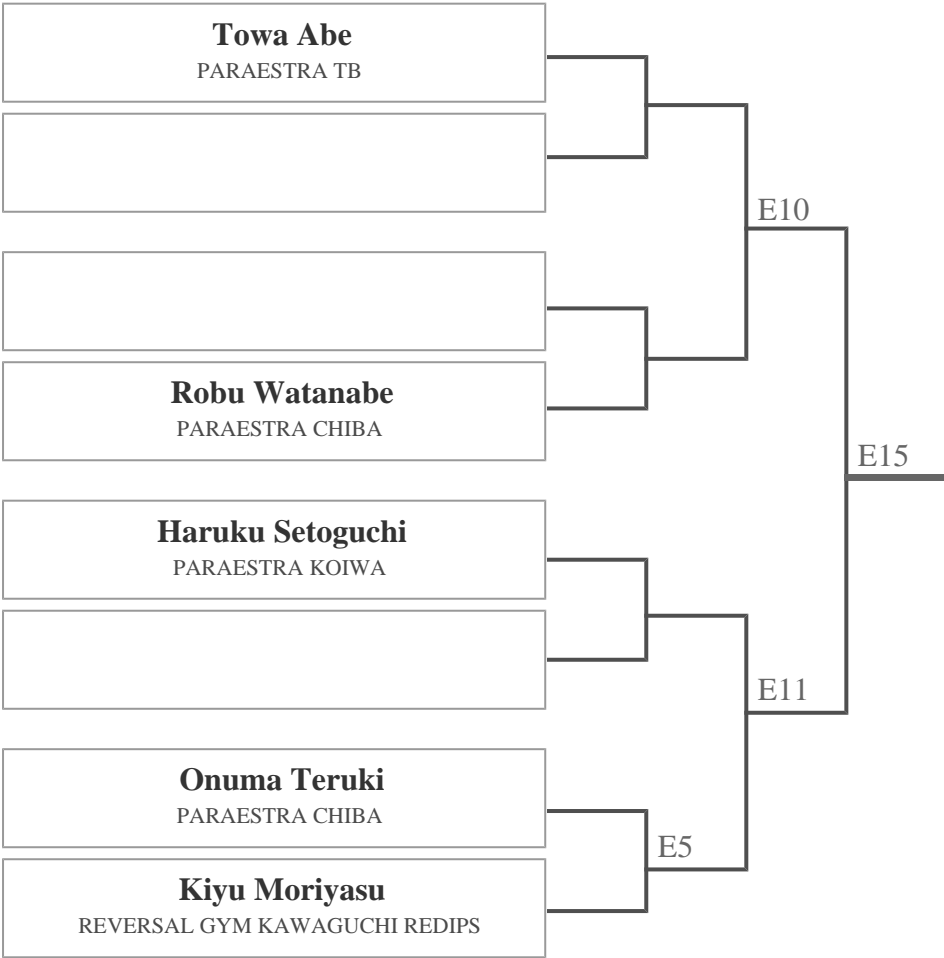 Towa Abe
PARAESTRA TB
E10
Robu Watanabe
PARAESTRA CHIBA
E15
Haruku Setoguchi
PARAESTRA KOIWA
E11
Onuma Teruki
PARAESTRA CHIBA
E5
Kiyu Moriyasu
REVERSAL GYM KAWAGUCHI REDIPS